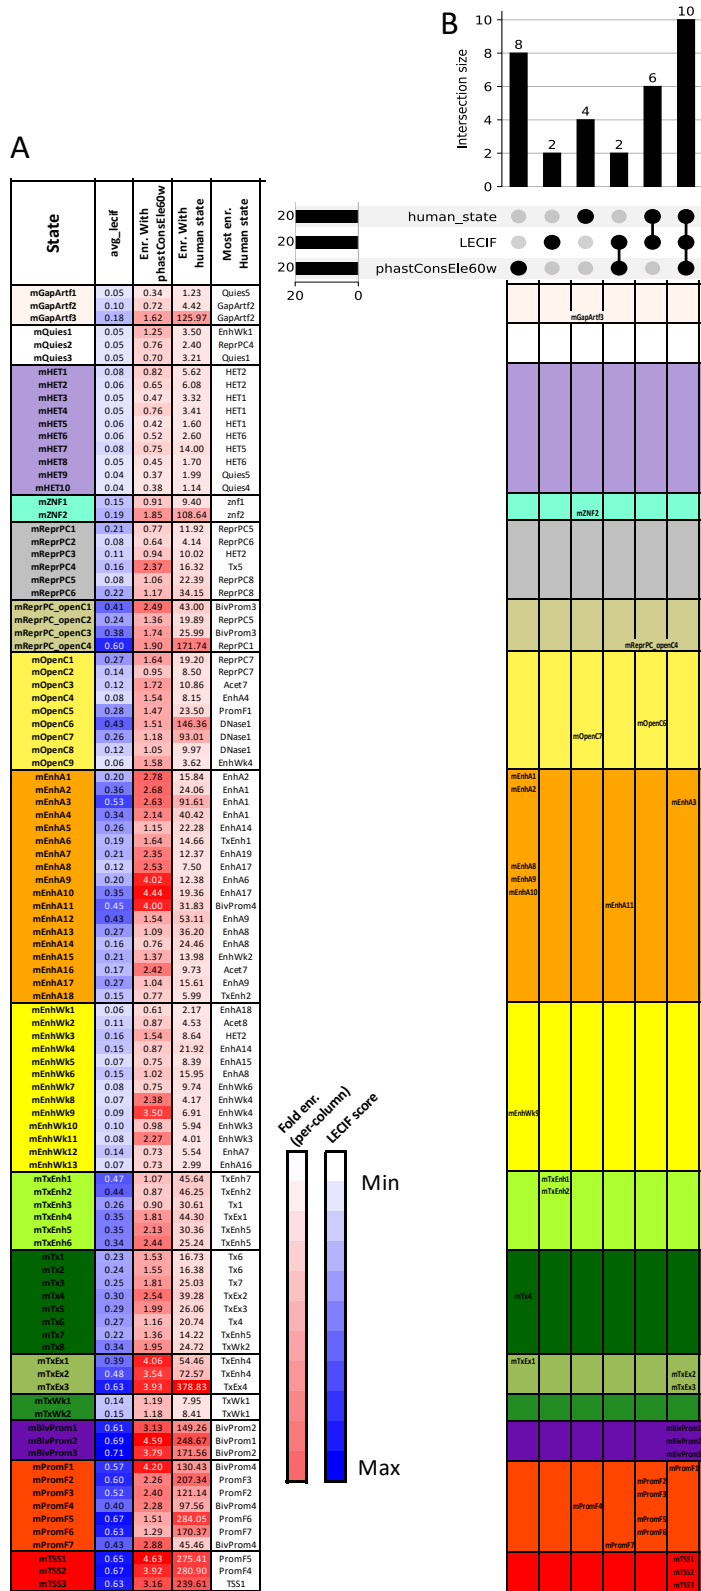 B
10
8
6
4
2
0
Intersection size
8
2
4
2
6
10
20 human_state
20 LECIF
20 phastConsEle60w
20 0
A
State avg_lecif Enr. With phastConsEle60w Enr. With human state Most enr. Human state
mGapArtf1 0.05 0.34 1.23 Quies5
mGapArtf2 0.10 0.72 4.42 GapArtf2
mGapArtf3 0.18 1.62 125.97 GapArtf2
mQuies1 0.05 1.25 3.50 EnhWk1
mQuies2 0.05 0.76 2.40 ReprPC4
mQuies3 0.05 0.70 3.21 Quies1
mHET1 0.08 0.82 5.62 HET2
mHET2 0.06 0.65 6.08 HET2
mHET3 0.05 0.47 3.32 HET1
mHET4 0.05 0.76 3.41 HET1
mHET5 0.06 0.42 1.60 HET1
mHET6 0.06 0.52 2.60 HET6
mHET7 0.08 0.75 14.00 HET5
mHET8 0.05 0.45 1.70 HET6
mHET9 0.04 0.37 1.99 Quies5
mHET10 0.04 0.38 1.14 Quies4
mZNF1 0.15 0.91 9.40 znf1
mZNF2 0.19 1.85 108.64 znf2
mReprPC1 0.21 0.77 11.92 ReprPC5
mReprPC2 0.08 0.64 4.14 ReprPC6
mReprPC3 0.11 0.94 10.02 HET2
mReprPC4 0.16 2.37 16.32 Tx5
mReprPC5 0.08 1.06 22.39 ReprPC8
mReprPC6 0.22 1.17 34.15 ReprPC8
mReprPC_openC1 0.41 2.49 43.00 BivProm3
mReprPC_openC2 0.24 1.36 19.89 ReprPC5
mReprPC_openC3 0.38 1.74 25.99 BivProm3
mReprPC_openC4 0.60 1.90 171.74 ReprPC1
mOpenC1 0.27 1.64 19.20 ReprPC7
mOpenC2 0.14 0.95 8.50 ReprPC7
mOpenC3 0.12 1.72 10.86 Acet7
mOpenC4 0.08 1.54 8.15 EnhA4
mOpenC5 0.28 1.47 23.50 PromF1
mOpenC6 0.43 1.51 146.36 DNase1
mOpenC7 0.26 1.18 93.01 DNase1
mOpenC8 0.12 1.05 9.97 DNase1
mOpenC9 0.06 1.58 3.62 EnhWk4
mEnhA1 0.20 2.78 15.84 EnhA2
mEnhA2 0.36 2.68 24.06 EnhA1
mEnhA3 0.53 2.63 91.61 EnhA1
mEnhA4 0.34 2.14 40.42 EnhA1
mEnhA5 0.26 1.15 22.28 EnhA14
mEnhA6 0.19 1.64 14.66 TxEnh1
mEnhA7 0.21 2.35 12.37 EnhA19
mEnhA8 0.12 2.53 7.50 EnhA17
mEnhA9 0.20 4.02 12.38 EnhA6
mEnhA10 0.35 4.44 19.36 EnhA17
mEnhA11 0.45 4.00 31.83 BivProm4
mEnhA12 0.43 1.54 53.11 EnhA9
mEnhA13 0.27 1.09 36.20 EnhA8
mEnhA14 0.16 0.76 24.46 EnhA8
mEnhA15 0.21 1.37 13.98 EnhWk2
mEnhA16 0.17 2.42 9.73 Acet7
mEnhA17 0.27 1.04 15.61 EnhA9
mEnhA18 0.15 0.77 5.99 TxEnh2
mEnhWk1 0.06 0.61 2.17 EnhA18
mEnhWk2 0.11 0.87 4.53 Acet8
mEnhWk3 0.16 1.54 8.64 HET2
mEnhWk4 0.15 0.87 21.92 EnhA14
mEnhWk5 0.07 0.75 8.39 EnhA15
mEnhWk6 0.15 1.02 15.95 EnhA8
mEnhWk7 0.08 0.75 9.74 EnhWk6
mEnhWk8 0.07 2.38 4.17 EnhWk4
mEnhWk9 0.09 3.50 6.91 EnhWk4
mEnhWk10 0.10 0.98 5.94 EnhWk3
mEnhWk11 0.08 2.27 4.01 EnhWk3
mEnhWk12 0.14 0.73 5.54 EnhA7
mEnhWk13 0.07 0.73 2.99 EnhA16
mTxEnh1 0.47 1.07 45.64 TxEnh7
mTxEnh2 0.44 0.87 46.25 TxEnh2
mTxEnh3 0.26 0.90 30.61 Tx1
mTxEnh4 0.35 1.81 44.30 TxEx1
mTxEnh5 0.35 2.13 30.36 TxEnh5
mTxEnh6 0.34 2.44 25.24 TxEnh5
mTx1 0.23 1.53 16.73 Tx6
mTx2 0.24 1.55 16.38 Tx6
mTx3 0.25 1.81 25.03 Tx7
mTx4 0.30 2.54 39.28 TxEx2
mTx5 0.29 1.99 26.06 TxEx3
mTx6 0.27 1.16 20.74 Tx4
mTx7 0.22 1.36 14.22 TxEnh5
mTx8 0.34 1.95 24.72 TxWk2
mTxEx1 0.39 4.06 54.46 TxEnh4
mTxEx2 0.48 3.54 72.57 TxEnh4
mTxEx3 0.63 3.93 378.83 TxEx4
mTxWk1 0.14 1.19 7.95 TxWk1
mTxWk2 0.15 1.18 8.41 TxWk1
mBivProm1 0.61 3.13 149.26 BivProm2
mBivProm2 0.69 4.59 248.67 BivProm1
mBivProm3 0.71 3.79 171.56 BivProm2
mPromF1 0.57 4.20 130.43 BivProm4
mPromF2 0.60 2.26 207.34 PromF3
mPromF3 0.52 2.40 121.14 PromF2
mPromF4 0.40 2.28 97.56 BivProm4
mPromF5 0.67 1.51 284.05 PromF6
mPromF6 0.63 1.29 170.37 PromF7
mPromF7 0.43 2.88 45.46 BivProm4
mTSS1 0.65 4.63 275.41 PromF5
mTSS2 0.67 3.92 280.90 PromF4
mTSS3 0.63 3.16 239.61 TSS1
Fold enr.
(per-column)
LECIF score
Min
Max
mGapArtf3
mZNF2
mReprPC_openC4
mOpenC6
mOpenC7
mEnhA1
mEnhA2
mEnhA3
mEnhA8
mEnhA9
mEnhA10
mEnhA11
mEnhWk9
mTxEnh1
mTxEnh2
mTx4
mTxEx1
mTxEx2
mTxEx3
mBivProm2
mBivProm2
mBivProm3
mPromF1
mPromF2
mPromF3
mPromF4
mPromF5
mPromF6
mPromF7
mTSS1
mTSS2
mTSS3